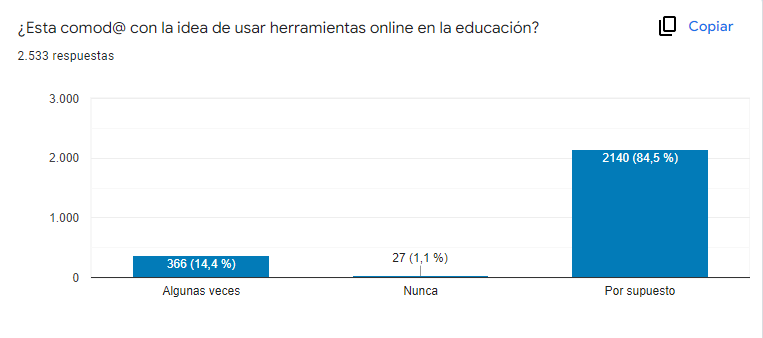 ¿Esta comod@ con la idea de usar herramientas online en la educación?
Copiar
2.533 respuestas
3.000
2.000
1.000
0
366 (14,4 %)
27 (1,1 %)
2140 (84,5 %)
Algunas veces
Nunca
Por supuesto